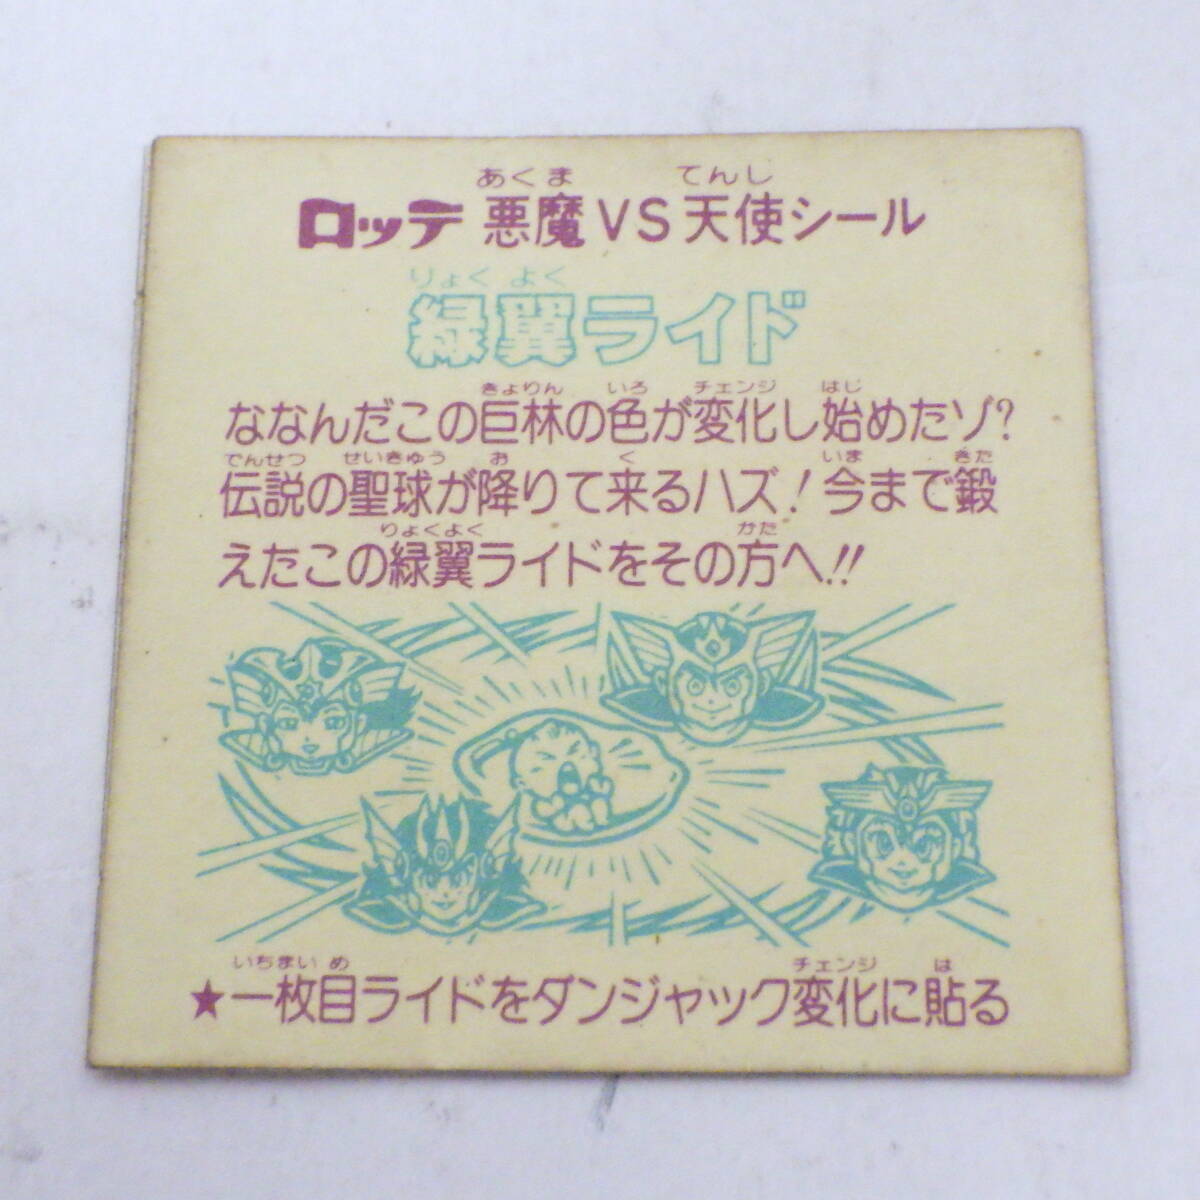 あくま てんし
ロッテ 悪魔VS天使シール
りょくよく
緑翼ライド
きょりん いろ チェンジ はじ
ななんだこの巨林の色が変化し始めたゾ?
でんせつ せいきゅう お く いま きた
伝説の聖球が降りて来るハズ!今まで鍛
りょくよく かた
えたこの緑翼ライドをその方へ!!
いちまいめ チェンジ は
★一枚目ライドをダンジャック変化に貼る